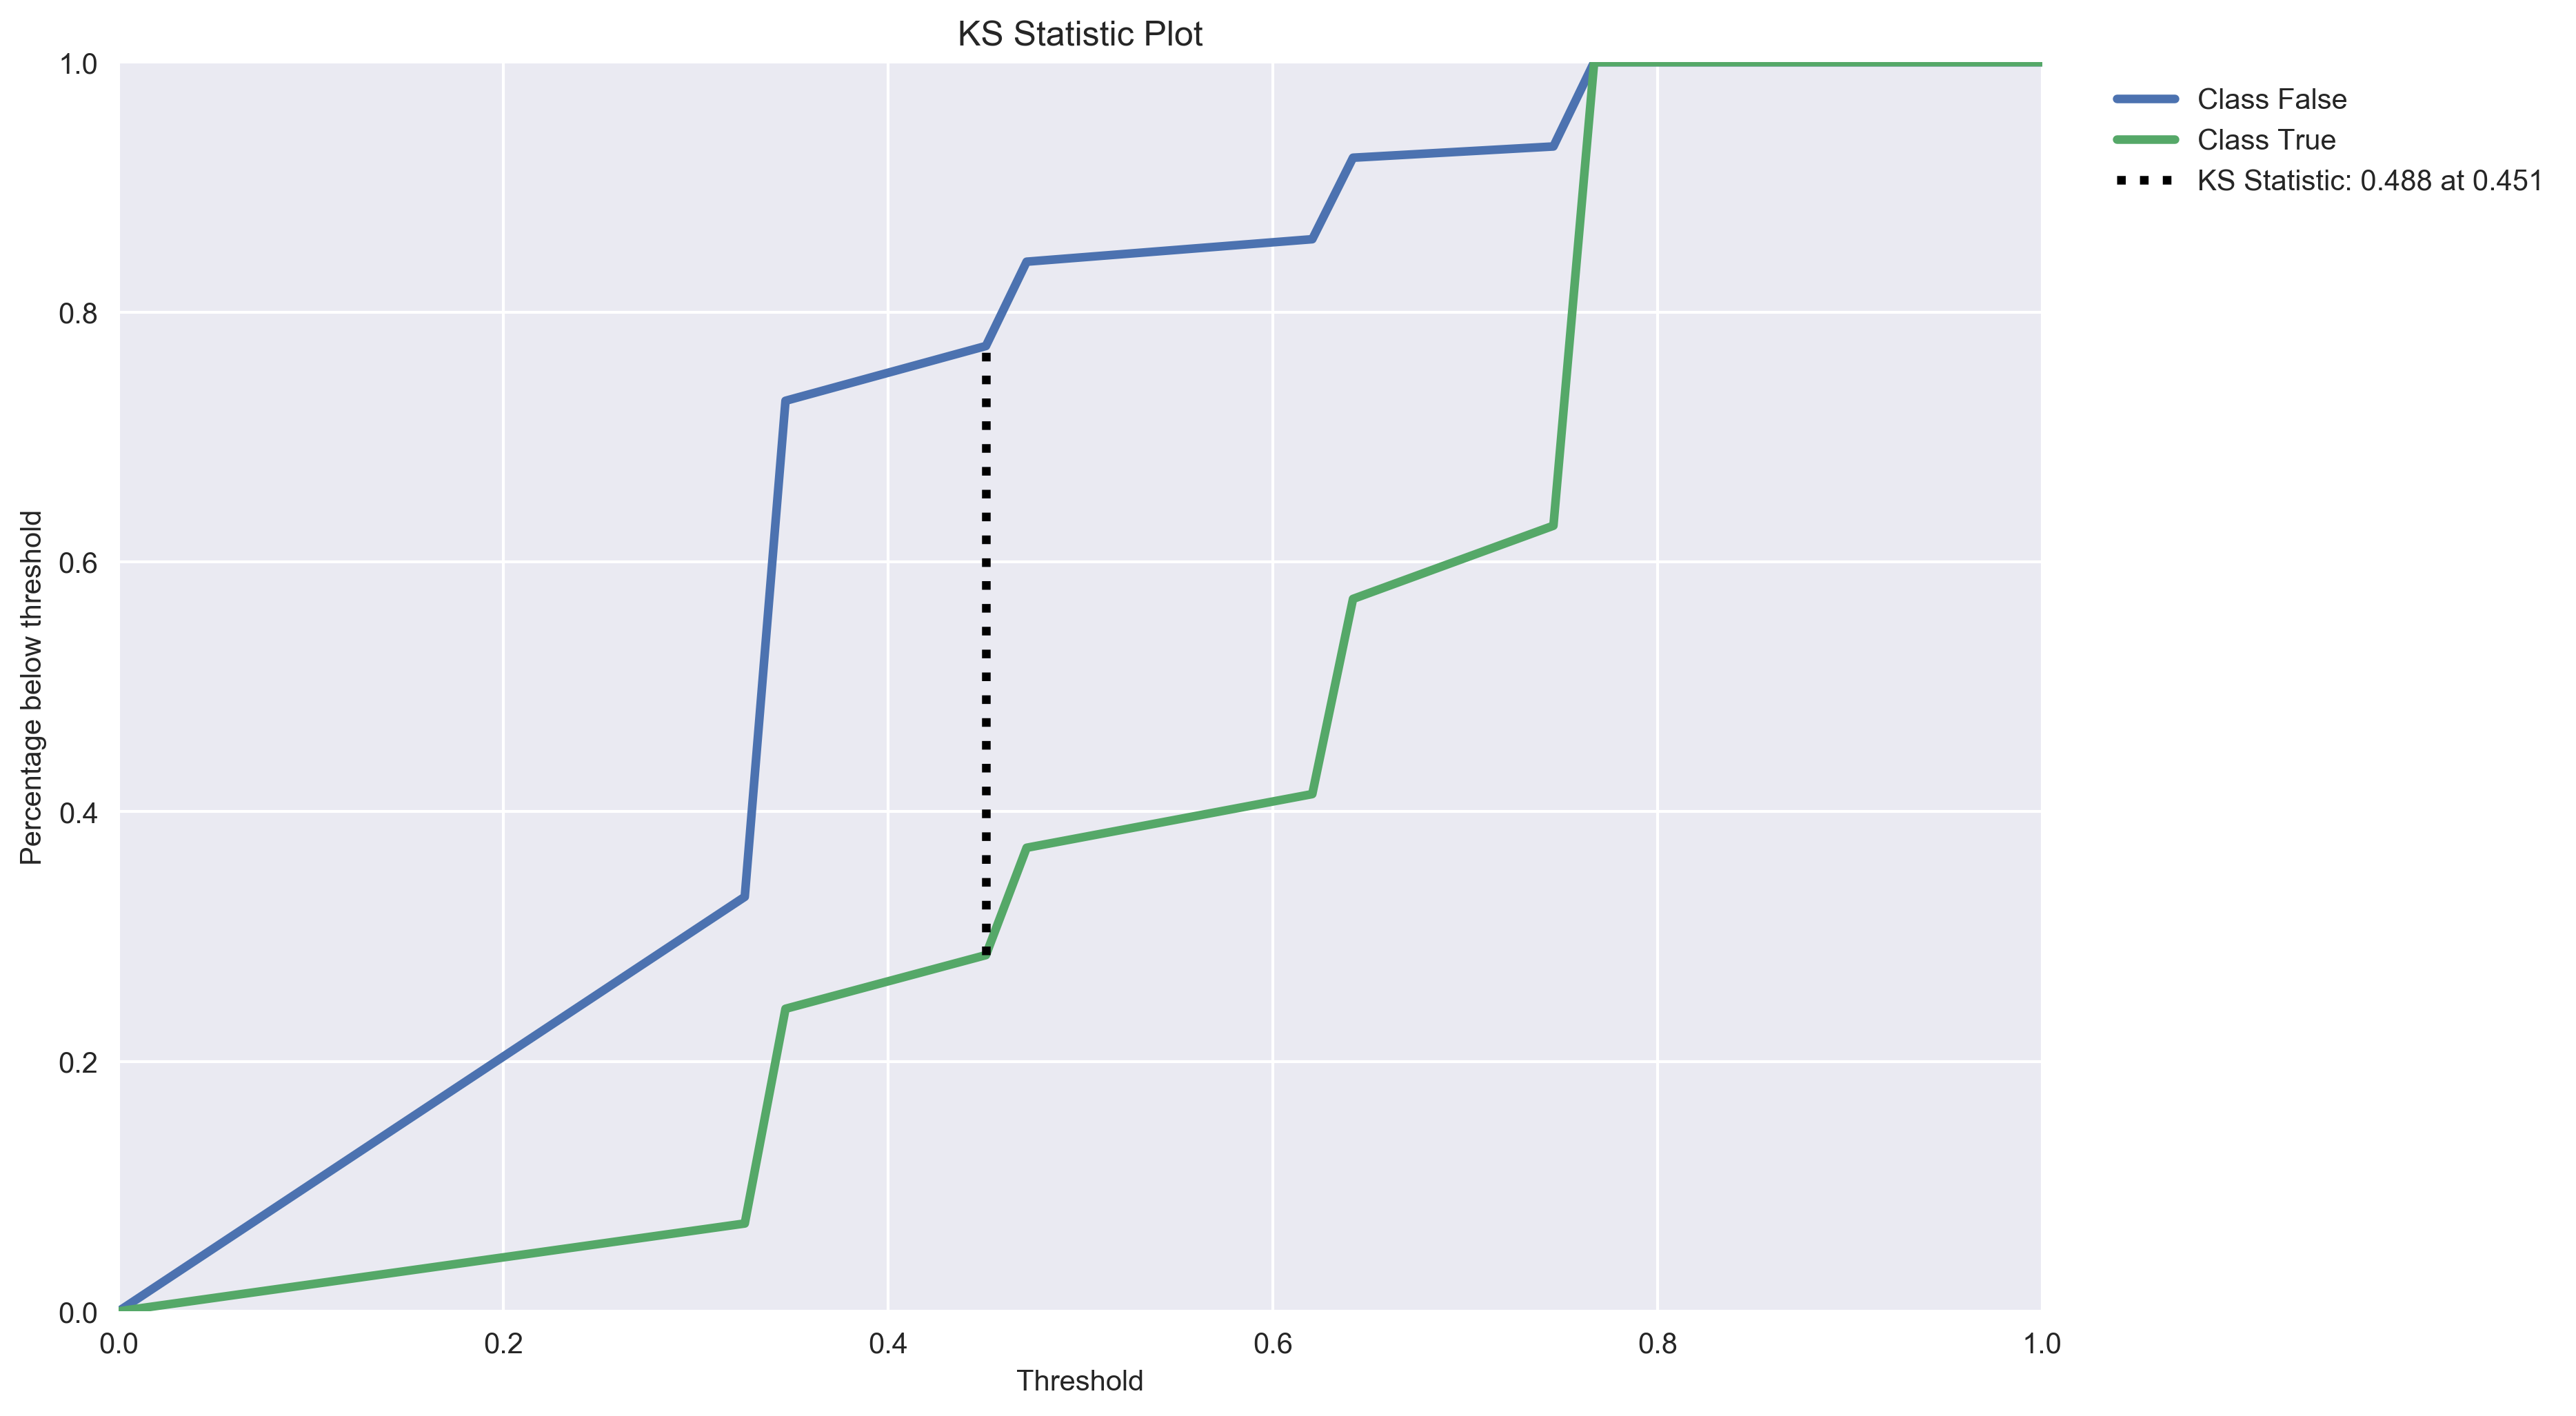 KS Statistic Plot
1.0
0.8
0.6
0.4
0.2
0.0
Percentage below threshold
0.0
0.2
0.4
0.6
0.8
1.0
Threshold
Class False
Class True
KS Statistic: 0.488 at 0.451